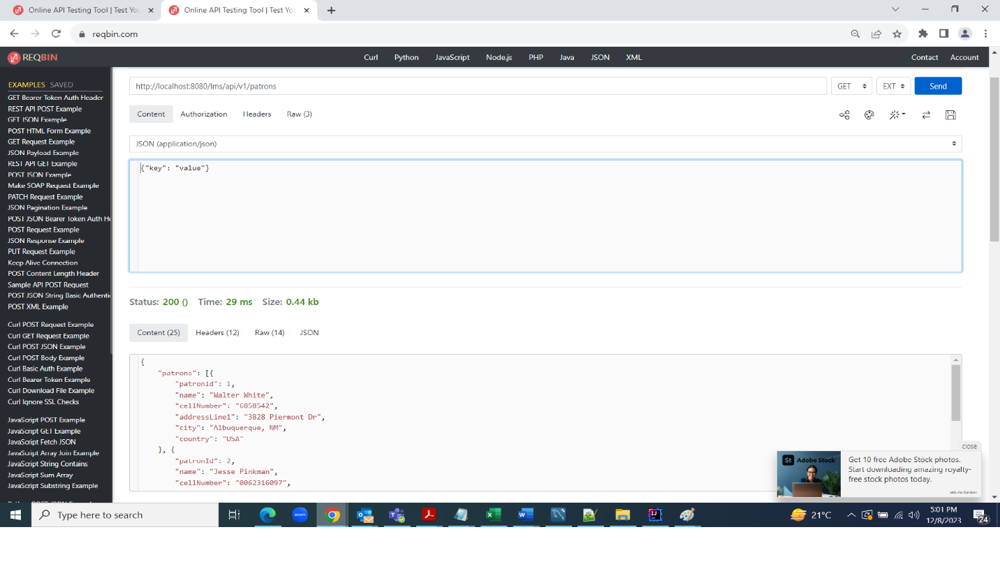 Online API Testing Tool | Test Yo
Online API Testing Tool | Test You
reqbin.com
REQBIN
Curl
Python
JavaScript
Node.js
PHP
Java
JSON
XML
Contact
Account
EXAMPLES SAVED
GET Bearer Token Auth Header
REST API POST Example
GET JSON Example
POST HTML Form Example
GET Request Example
JSON Payload Example
REST API GET Example
POST JSON Example
Make SOAP Request Example
PATCH Request Example
JSON Pagination Example
POST JSON Bearer Token Auth He
POST Request Example
JSON Response Example
PUT Request Example
Keep Alive Connection
POST Content Length Header
Sample API POST Request
POST JSON String Basic Authenti
POST XML Example
Curl POST Request Example
Curl GET Request Example
Curl POST JSON Example
Curl POST Body Example
Curl Basic Auth Example
Curl Bearer Token Example
Curl Download File Example
Curl Ignore SSL Checks
JavaScript POST Example
JavaScript GET Example
JavaScript Fetch JSON
JavaScript Array Join Example
JavaScript String Contains
JavaScript Sum Array
JavaScript Substring Example
http://localhost:8080/lms/api/v1/patrons
GET
EXT
Send
Content
Authorization
Headers
Raw (3)
JSON (application/json)
{"key": "value"}
Status: 200 () Time: 29 ms Size: 0.44 kb
Content (25)
Headers (12)
Raw (14)
JSON
{
"patrons": [{
"patronId": 1,
"name": "Walter White",
"cellNumber": "6858542",
"addressLine1": "3828 Piermont Dr",
"city": "Albuquerque, NM",
"country": "USA"
}, {
"patronId": 2,
"name": "Jesse Pinkman",
"cellNumber": "0062316097",
close
St Adobe Stock
Get 10 free Adobe Stock photos.
Start downloading amazing royalty-
free stock photos today.
ads via Carbon
Type here to search
zoom
21°C
5:01 PM
12/8/2023
24